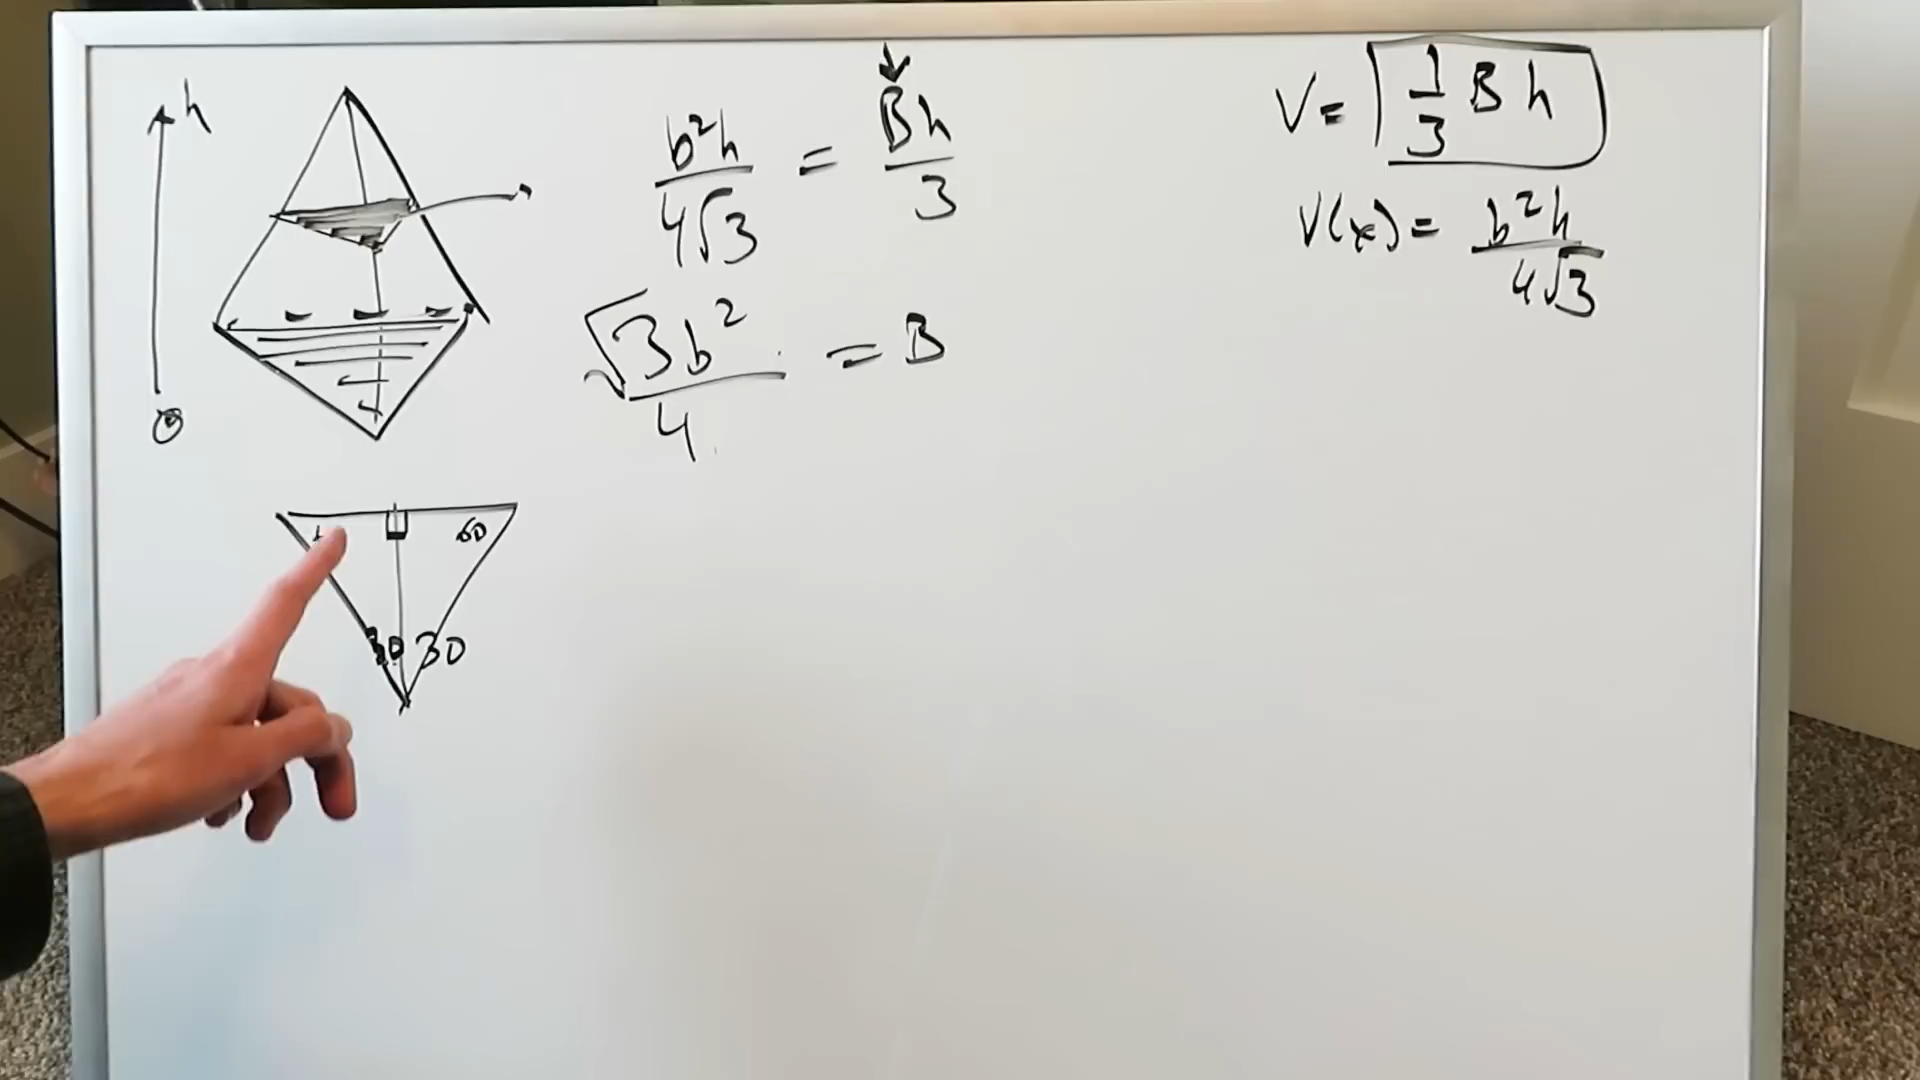 h
0
b²h/4√3 = Bh/3
√3b²/4 = B
60
30 30
V = 1/3 B h
V(x) = b²h/4√3